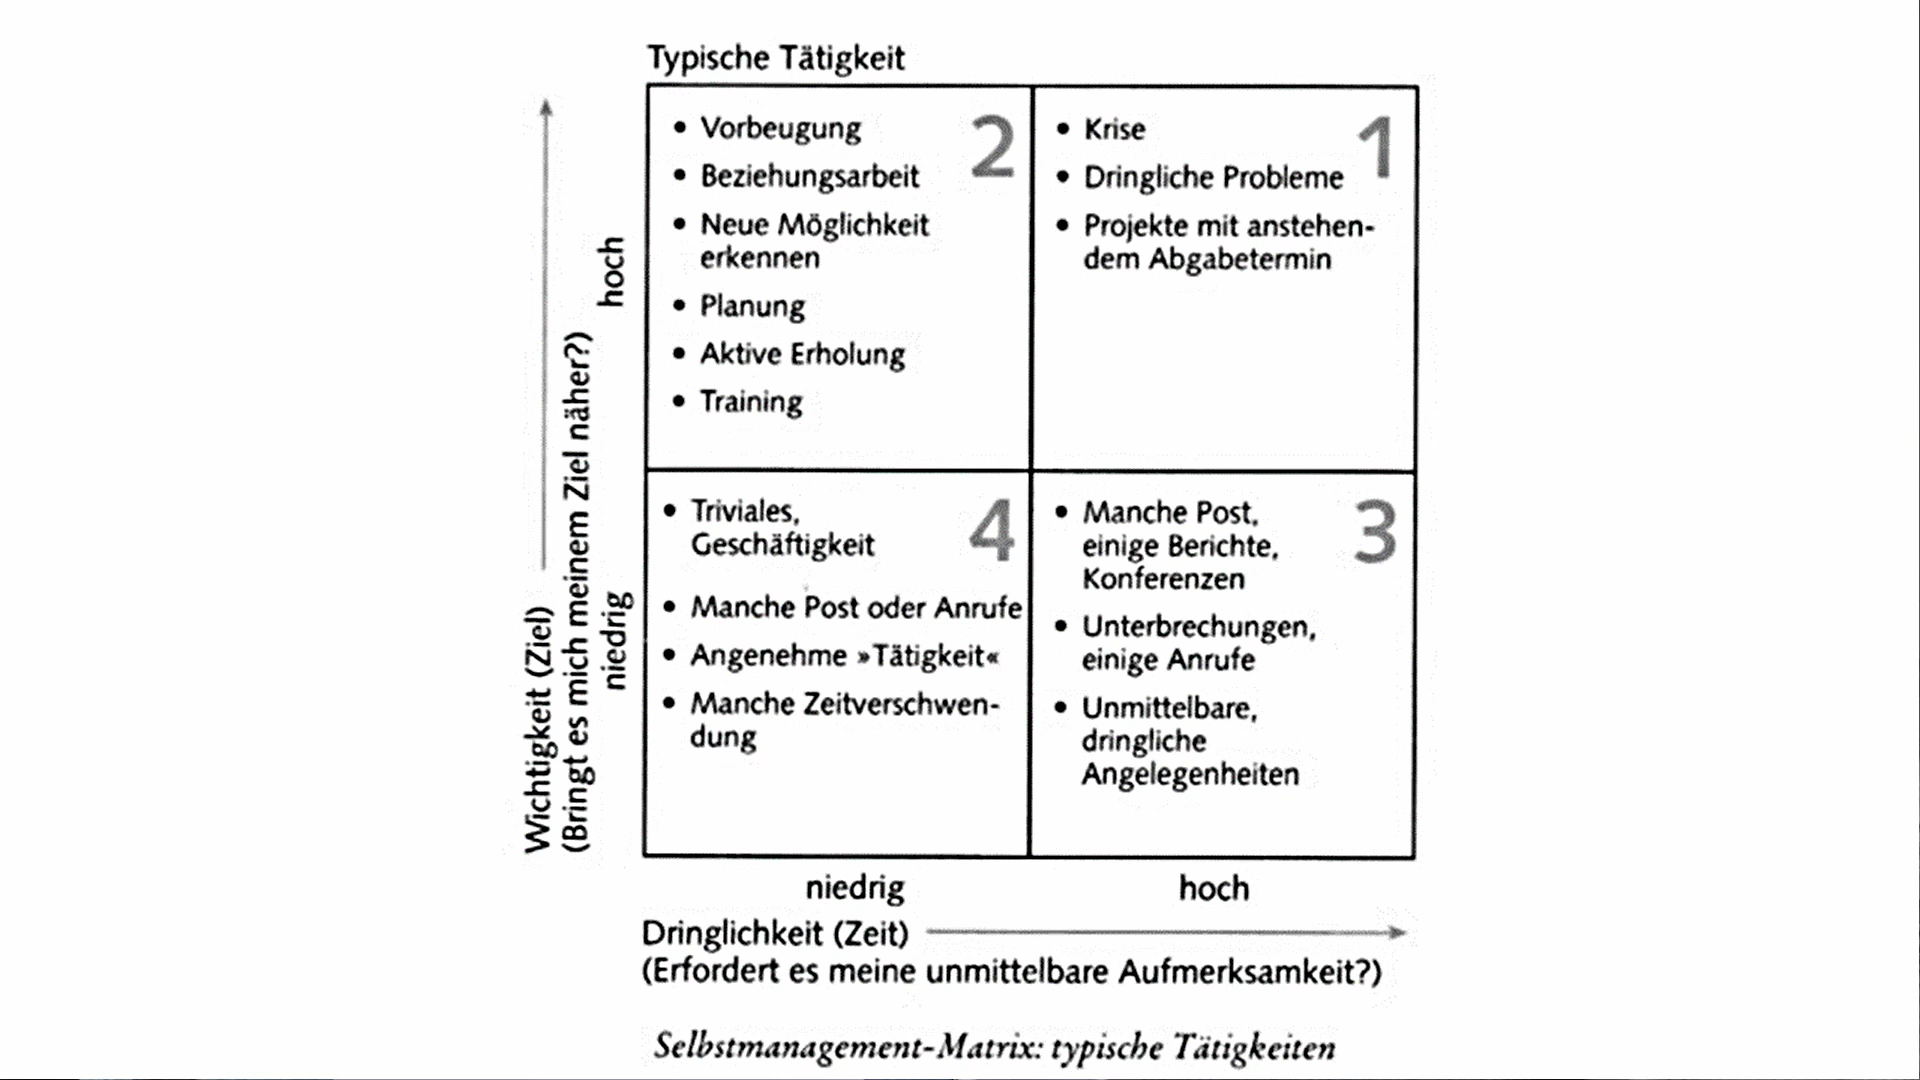 Typische Tätigkeit
• Vorbeugung
2
• Beziehungsarbeit
• Neue Möglichkeit
erkennen
• Planung
• Aktive Erholung
• Training
• Krise
1
• Dringliche Probleme
• Projekte mit anstehen-
dem Abgabetermin
• Triviales,
Geschäftigkeit
4
• Manche Post oder Anrufe
• Angenehme »Tätigkeit«
• Manche Zeitverschwen-
dung
• Manche Post,
einige Berichte,
Konferenzen
3
• Unterbrechungen,
einige Anrufe
• Unmittelbare,
dringliche
Angelegenheiten
Wichtigkeit (Ziel)
(Bringt es mich meinem Ziel näher?)
niedrig
hoch
niedrig
hoch
Dringlichkeit (Zeit)
(Erfordert es meine unmittelbare Aufmerksamkeit?)
Selbstmanagement-Matrix: typische Tätigkeiten